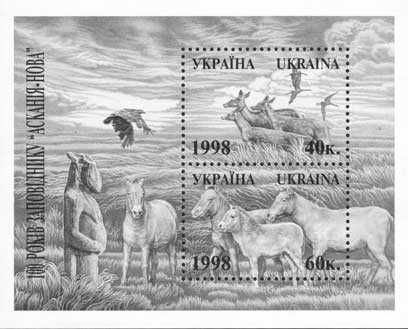 100 РОКІВ ЗАПОВІДНИКУ "АСКАНІЯ-НОВА"
УКРАЇНА UKRAINA
1998 40к.
УКРАЇНА UKRAINA
1998 60к.